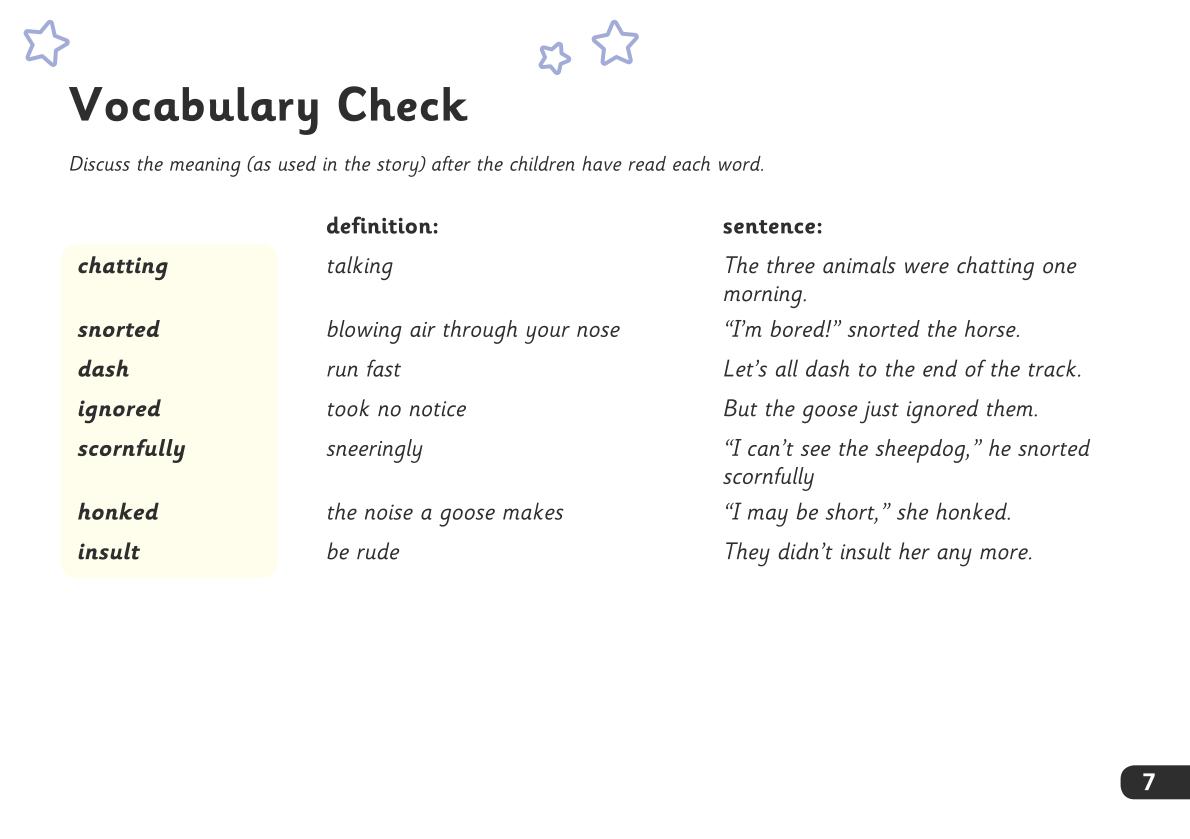 Vocabulary Check
Discuss the meaning (as used in the story) after the children have read each word.
definition: sentence:
chatting talking The three animals were chatting one
morning.
snorted blowing air through your nose “I’m bored!” snorted the horse.
dash run fast Let’s all dash to the end of the track.
ignored took no notice But the goose just ignored them.
scornfully sneeringly “I can’t see the sheepdog,” he snorted
scornfully
honked the noise a goose makes “I may be short,” she honked.
insult be rude They didn’t insult her any more.
7